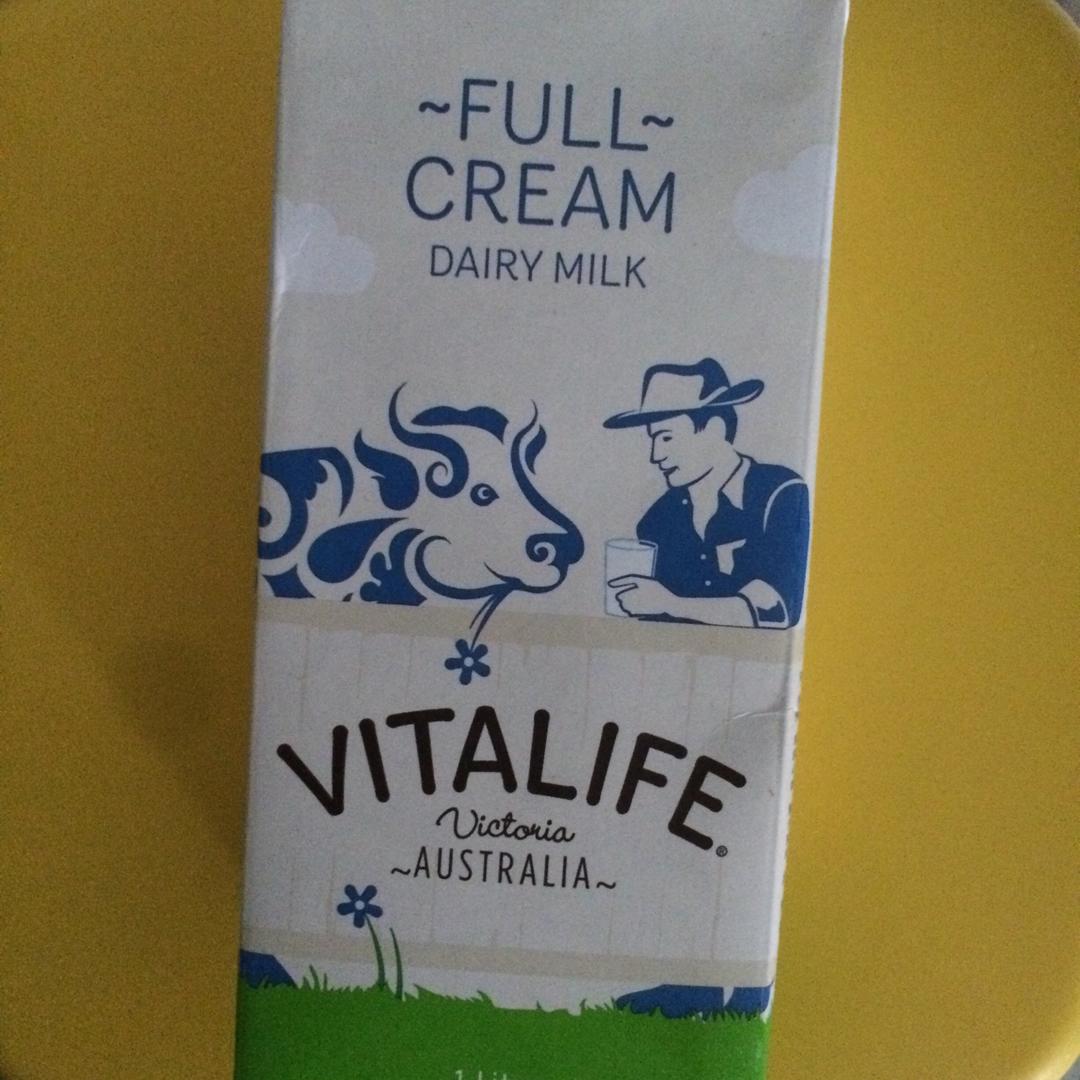 ~FULL~
CREAM
DAIRY MILK
VITALIFE®
Victoria
~AUSTRALIA~